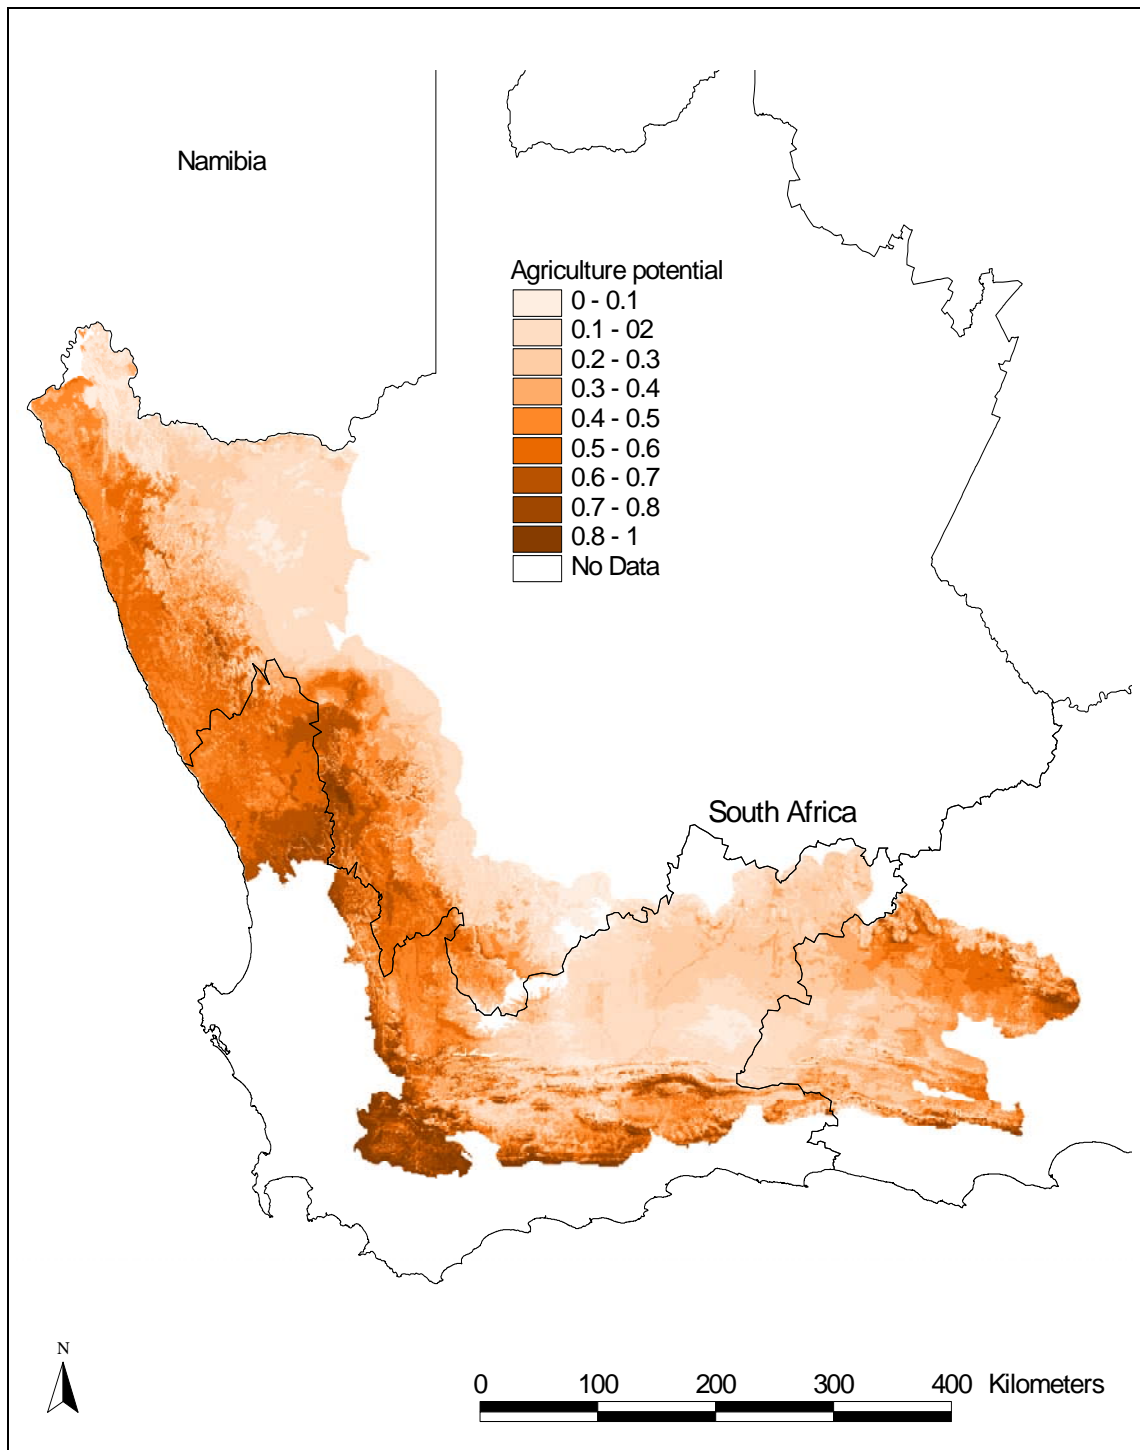 Namibia
Agriculture potential
0 - 0.1
0.1 - 02
0.2 - 0.3
0.3 - 0.4
0.4 - 0.5
0.5 - 0.6
0.6 - 0.7
0.7 - 0.8
0.8 - 1
No Data
South Africa
N
0 100 200 300 400 Kilometers